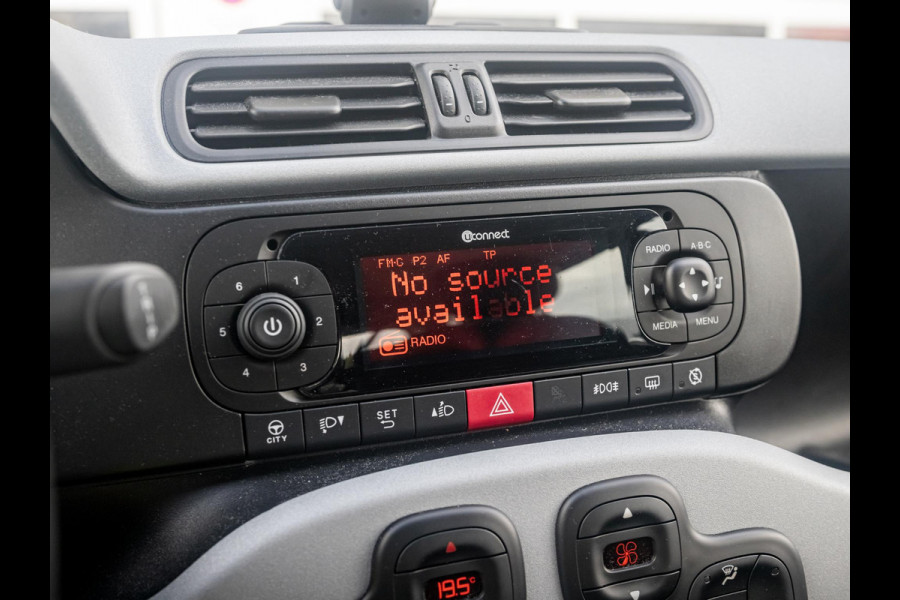 uconnect
FM-C P2 AF TP
No source
available
RADIO
6 1
5 2
4 3
RADIO A·B·C
MEDIA MENU
CITY
SET
19.5°c